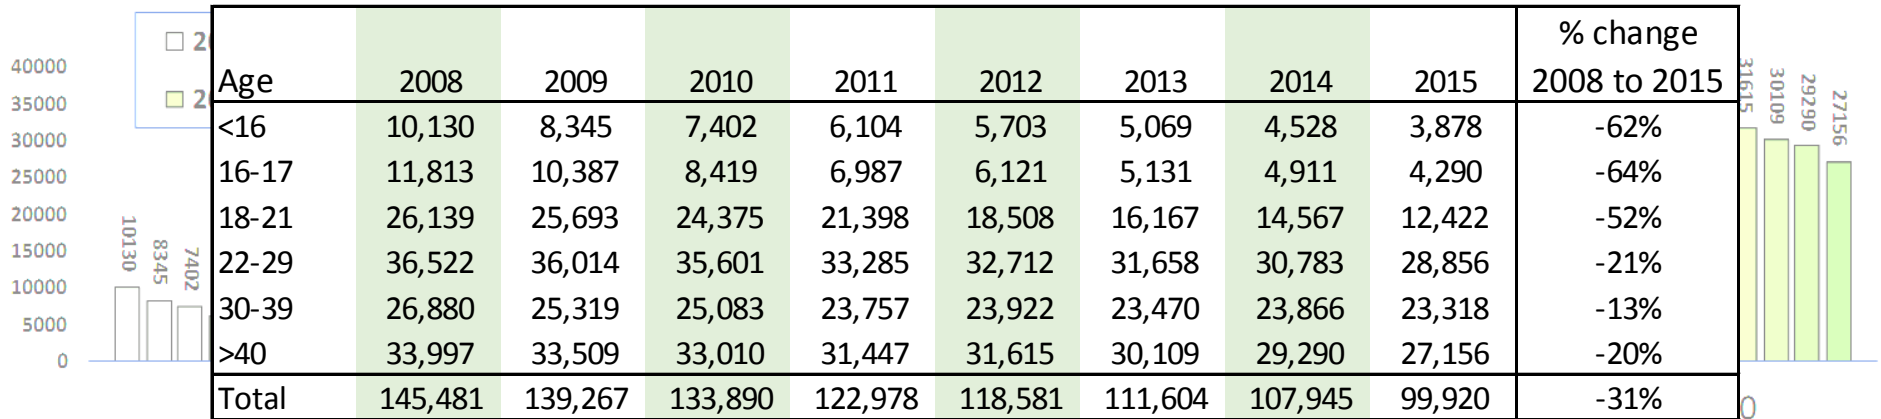 % change
Age 2008 2009 2010 2011 2012 2013 2014 2015 2008 to 2015
<16 10,130 8,345 7,402 6,104 5,703 5,069 4,528 3,878 -62%
16-17 11,813 10,387 8,419 6,987 6,121 5,131 4,911 4,290 -64%
18-21 26,139 25,693 24,375 21,398 18,508 16,167 14,567 12,422 -52%
22-29 36,522 36,014 35,601 33,285 32,712 31,658 30,783 28,856 -21%
30-39 26,880 25,319 25,083 23,757 23,922 23,470 23,866 23,318 -13%
>40 33,997 33,509 33,010 31,447 31,615 30,109 29,290 27,156 -20%
Total 145,481 139,267 133,890 122,978 118,581 111,604 107,945 99,920 -31%
40000
35000
30000
25000
20000
15000
10000
5000
0
10130
8345
7402
31615
30109
29290
27156